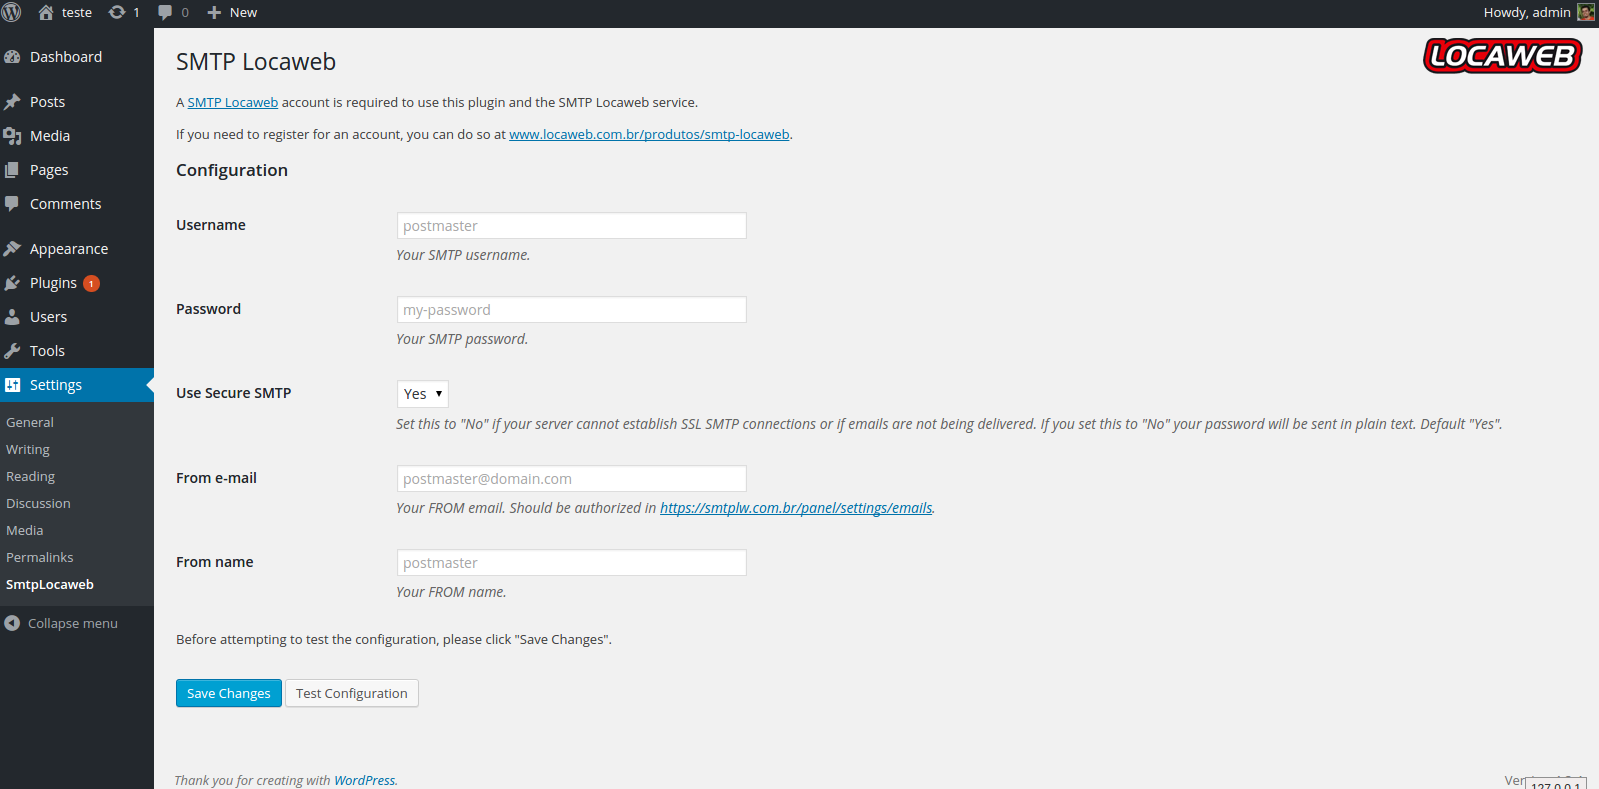 teste 1 0 New Howdy, admin
Dashboard
Posts
Media
Pages
Comments
Appearance
Plugins 1
Users
Tools
Settings
General
Writing
Reading
Discussion
Media
Permalinks
SmtpLocaweb
Collapse menu
SMTP Locaweb
LOCAWEB
A SMTP Locaweb account is required to use this plugin and the SMTP Locaweb service.
If you need to register for an account, you can do so at www.locaweb.com.br/produtos/smtp-locaweb.
Configuration
Username
postmaster
Your SMTP username.
Password
my-password
Your SMTP password.
Use Secure SMTP
Yes
Set this to "No" if your server cannot establish SSL SMTP connections or if emails are not being delivered. If you set this to "No" your password will be sent in plain text. Default "Yes".
From e-mail
postmaster@domain.com
Your FROM email. Should be authorized in https://smtplw.com.br/panel/settings/emails.
From name
postmaster
Your FROM name.
Before attempting to test the configuration, please click "Save Changes".
Save Changes Test Configuration
Thank you for creating with WordPress.
127.0.0.1